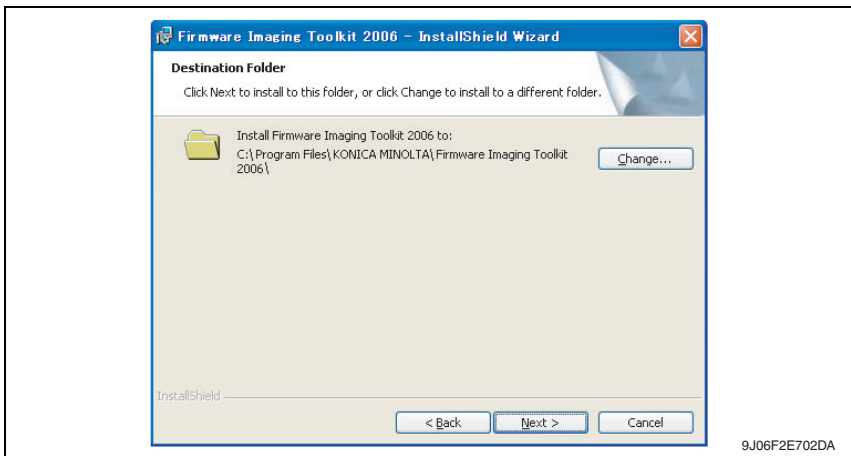 Firmware Imaging Toolkit 2006 - InstallShield Wizard
Destination Folder
Click Next to install to this folder, or click Change to install to a different folder.
Install Firmware Imaging Toolkit 2006 to:
C:\Program Files\KONICA MINOLTA\Firmware Imaging Toolkit
2006\
Change...
InstallShield
< Back
Next >
Cancel
9J06F2E702DA